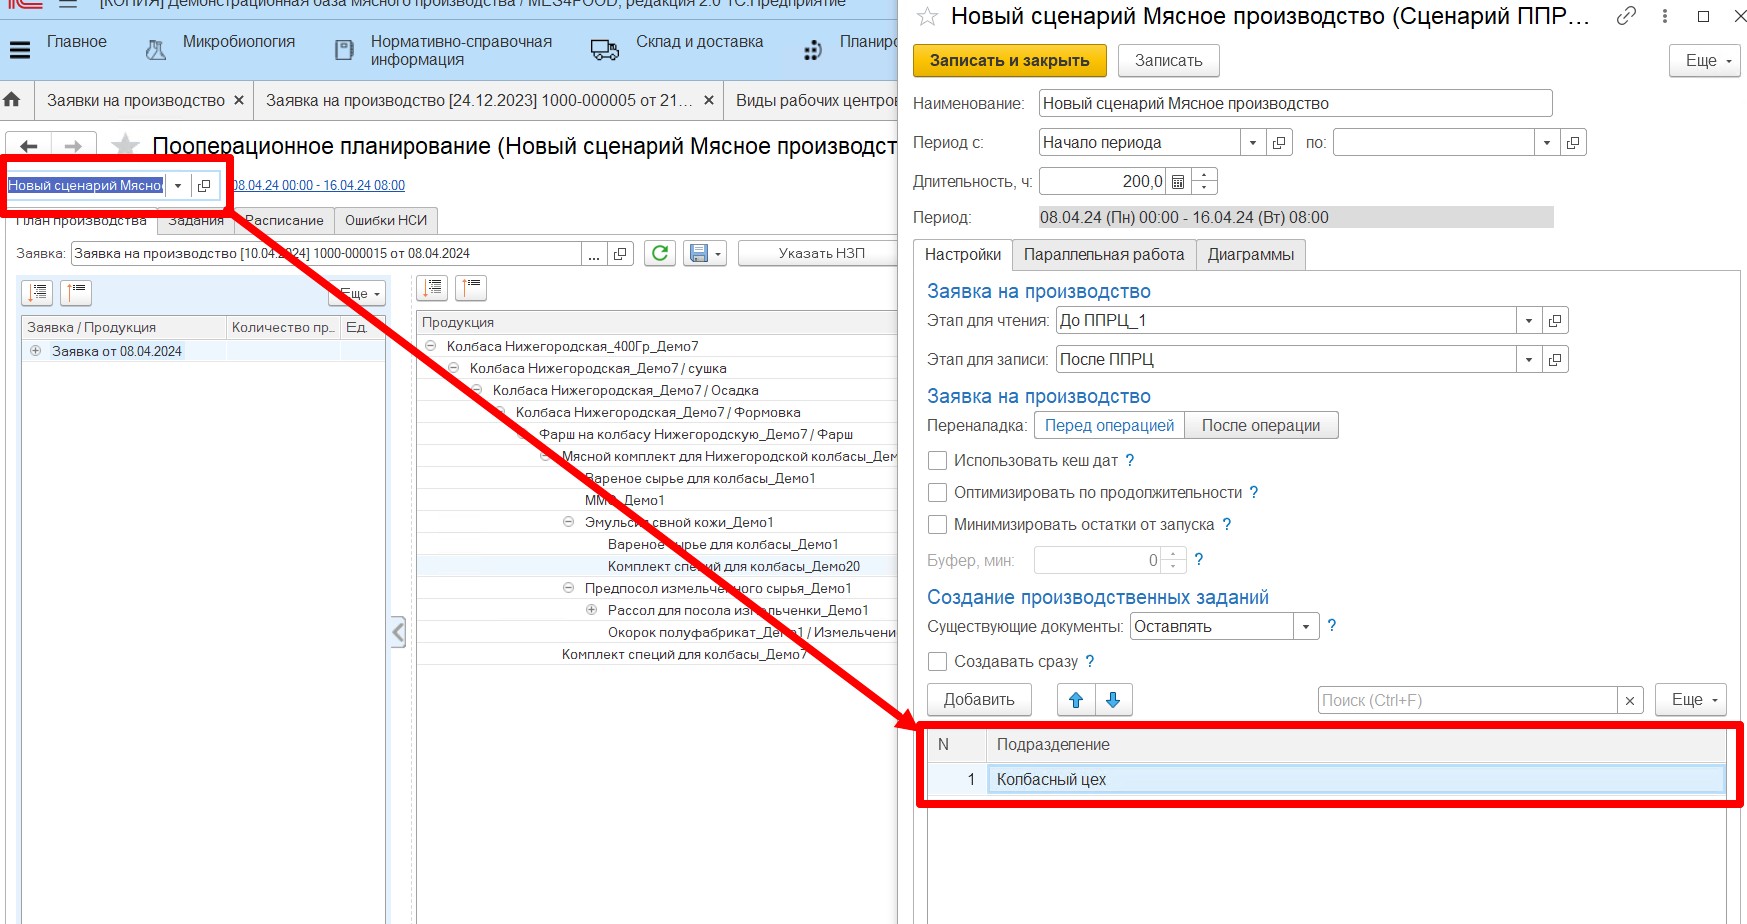 [КОПИЯ] Демонстрационная база мясного производства / MES4FOOD, редакция 2.0 1С:Предприятие
Главное
Микробиология
Нормативно-справочная
информация
Склад и доставка
Планиро
Заявки на производство ×
Заявка на производство [24.12.2023] 1000-000005 от 21... ×
Виды рабочих центров
Пооперационное планирование (Новый сценарий Мясное производст
Новый сценарий Мясно
08.04.24 00:00 - 16.04.24 08:00
План производства
Задания
Расписание
Ошибки НСИ
Заявка:
Заявка на производство [10.04.2024] 1000-000015 от 08.04.2024
...
Указать НЗП
Еще
Заявка / Продукция
Количество пр...
Ед.
Заявка от 08.04.2024
Продукция
Колбаса Нижегородская_400Гр_Демо7
Колбаса Нижегородская_Демо7 / сушка
Колбаса Нижегородская_Демо7 / Осадка
Колбаса Нижегородская_Демо7 / Формовка
Фарш на колбасу Нижегородскую_Демо7 / Фарш
Мясной комплект для Нижегородской колбасы_Дем
Вареное сырье для колбасы_Демо1
Эмульсия свной кожи_Демо1
Вареное сырье для колбасы_Демо1
Комплект специй для колбасы_Демо20
Предпосол измельченного сырья_Демо1
Рассол для посола измельченки_Демо1
Окорок полуфабрикат_Демо1 / Измельчени
Комплект специй для колбасы_Демо7
Новый сценарий Мясное производство (Сценарий ППР...
Записать и закрыть
Записать
Еще
Наименование:
Новый сценарий Мясное производство
Период с:
Начало периода
по:
Длительность, ч:
200,0
Период:
08.04.24 (Пн) 00:00 - 16.04.24 (Вт) 08:00
Настройки
Параллельная работа
Диаграммы
Заявка на производство
Этап для чтения:
До ППРЦ_1
Этап для записи:
После ППРЦ
Заявка на производство
Переналадка:
Перед операцией
После операции
Использовать кеш дат ?
Оптимизировать по продолжительности ?
Минимизировать остатки от запуска ?
Буфер, мин:
0
?
Создание производственных заданий
Существующие документы:
Оставлять
?
Создавать сразу ?
Добавить
Поиск (Ctrl+F)
×
Еще
N
Подразделение
1
Колбасный цех